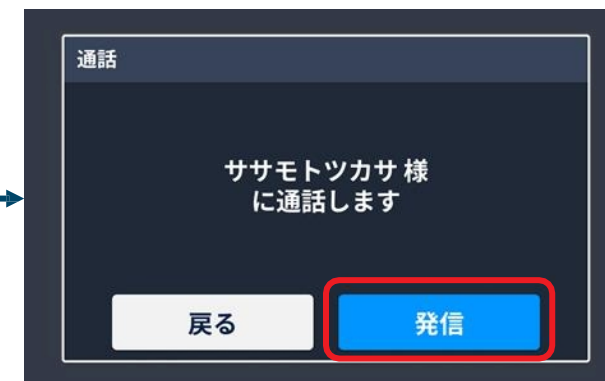 通話
ササモトツカサ 様
に通話します
戻る
発信